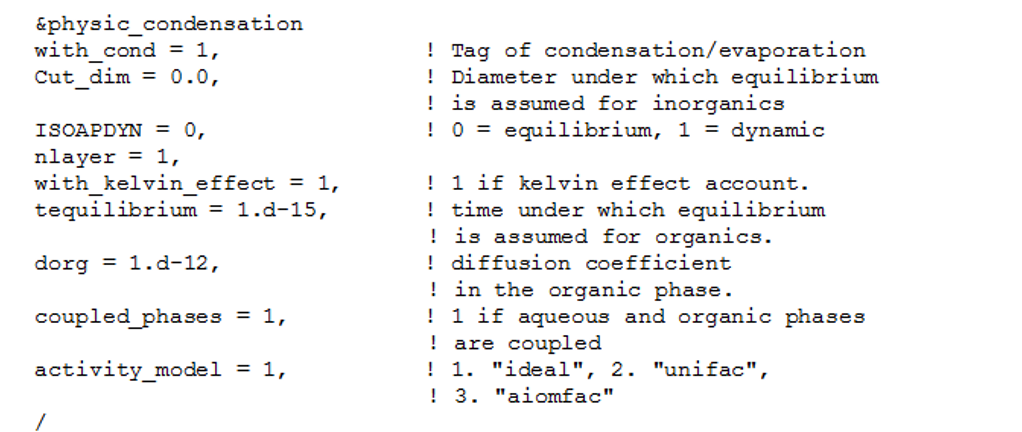 &physic_condensation
with_cond = 1, ! Tag of condensation/evaporation
Cut_dim = 0.0, ! Diameter under which equilibrium
! is assumed for inorganics
ISOAPDYN = 0, ! 0 = equilibrium, 1 = dynamic
nlayer = 1,
with_kelvin_effect = 1, ! 1 if kelvin effect account.
tequilibrium = 1.d-15, ! time under which equilibrium
! is assumed for organics.
dorg = 1.d-12, ! diffusion coefficient
! in the organic phase.
coupled_phases = 1, ! 1 if aqueous and organic phases
! are coupled
activity_model = 1, ! 1. "ideal", 2. "unifac",
! 3. "aiomfac"
/